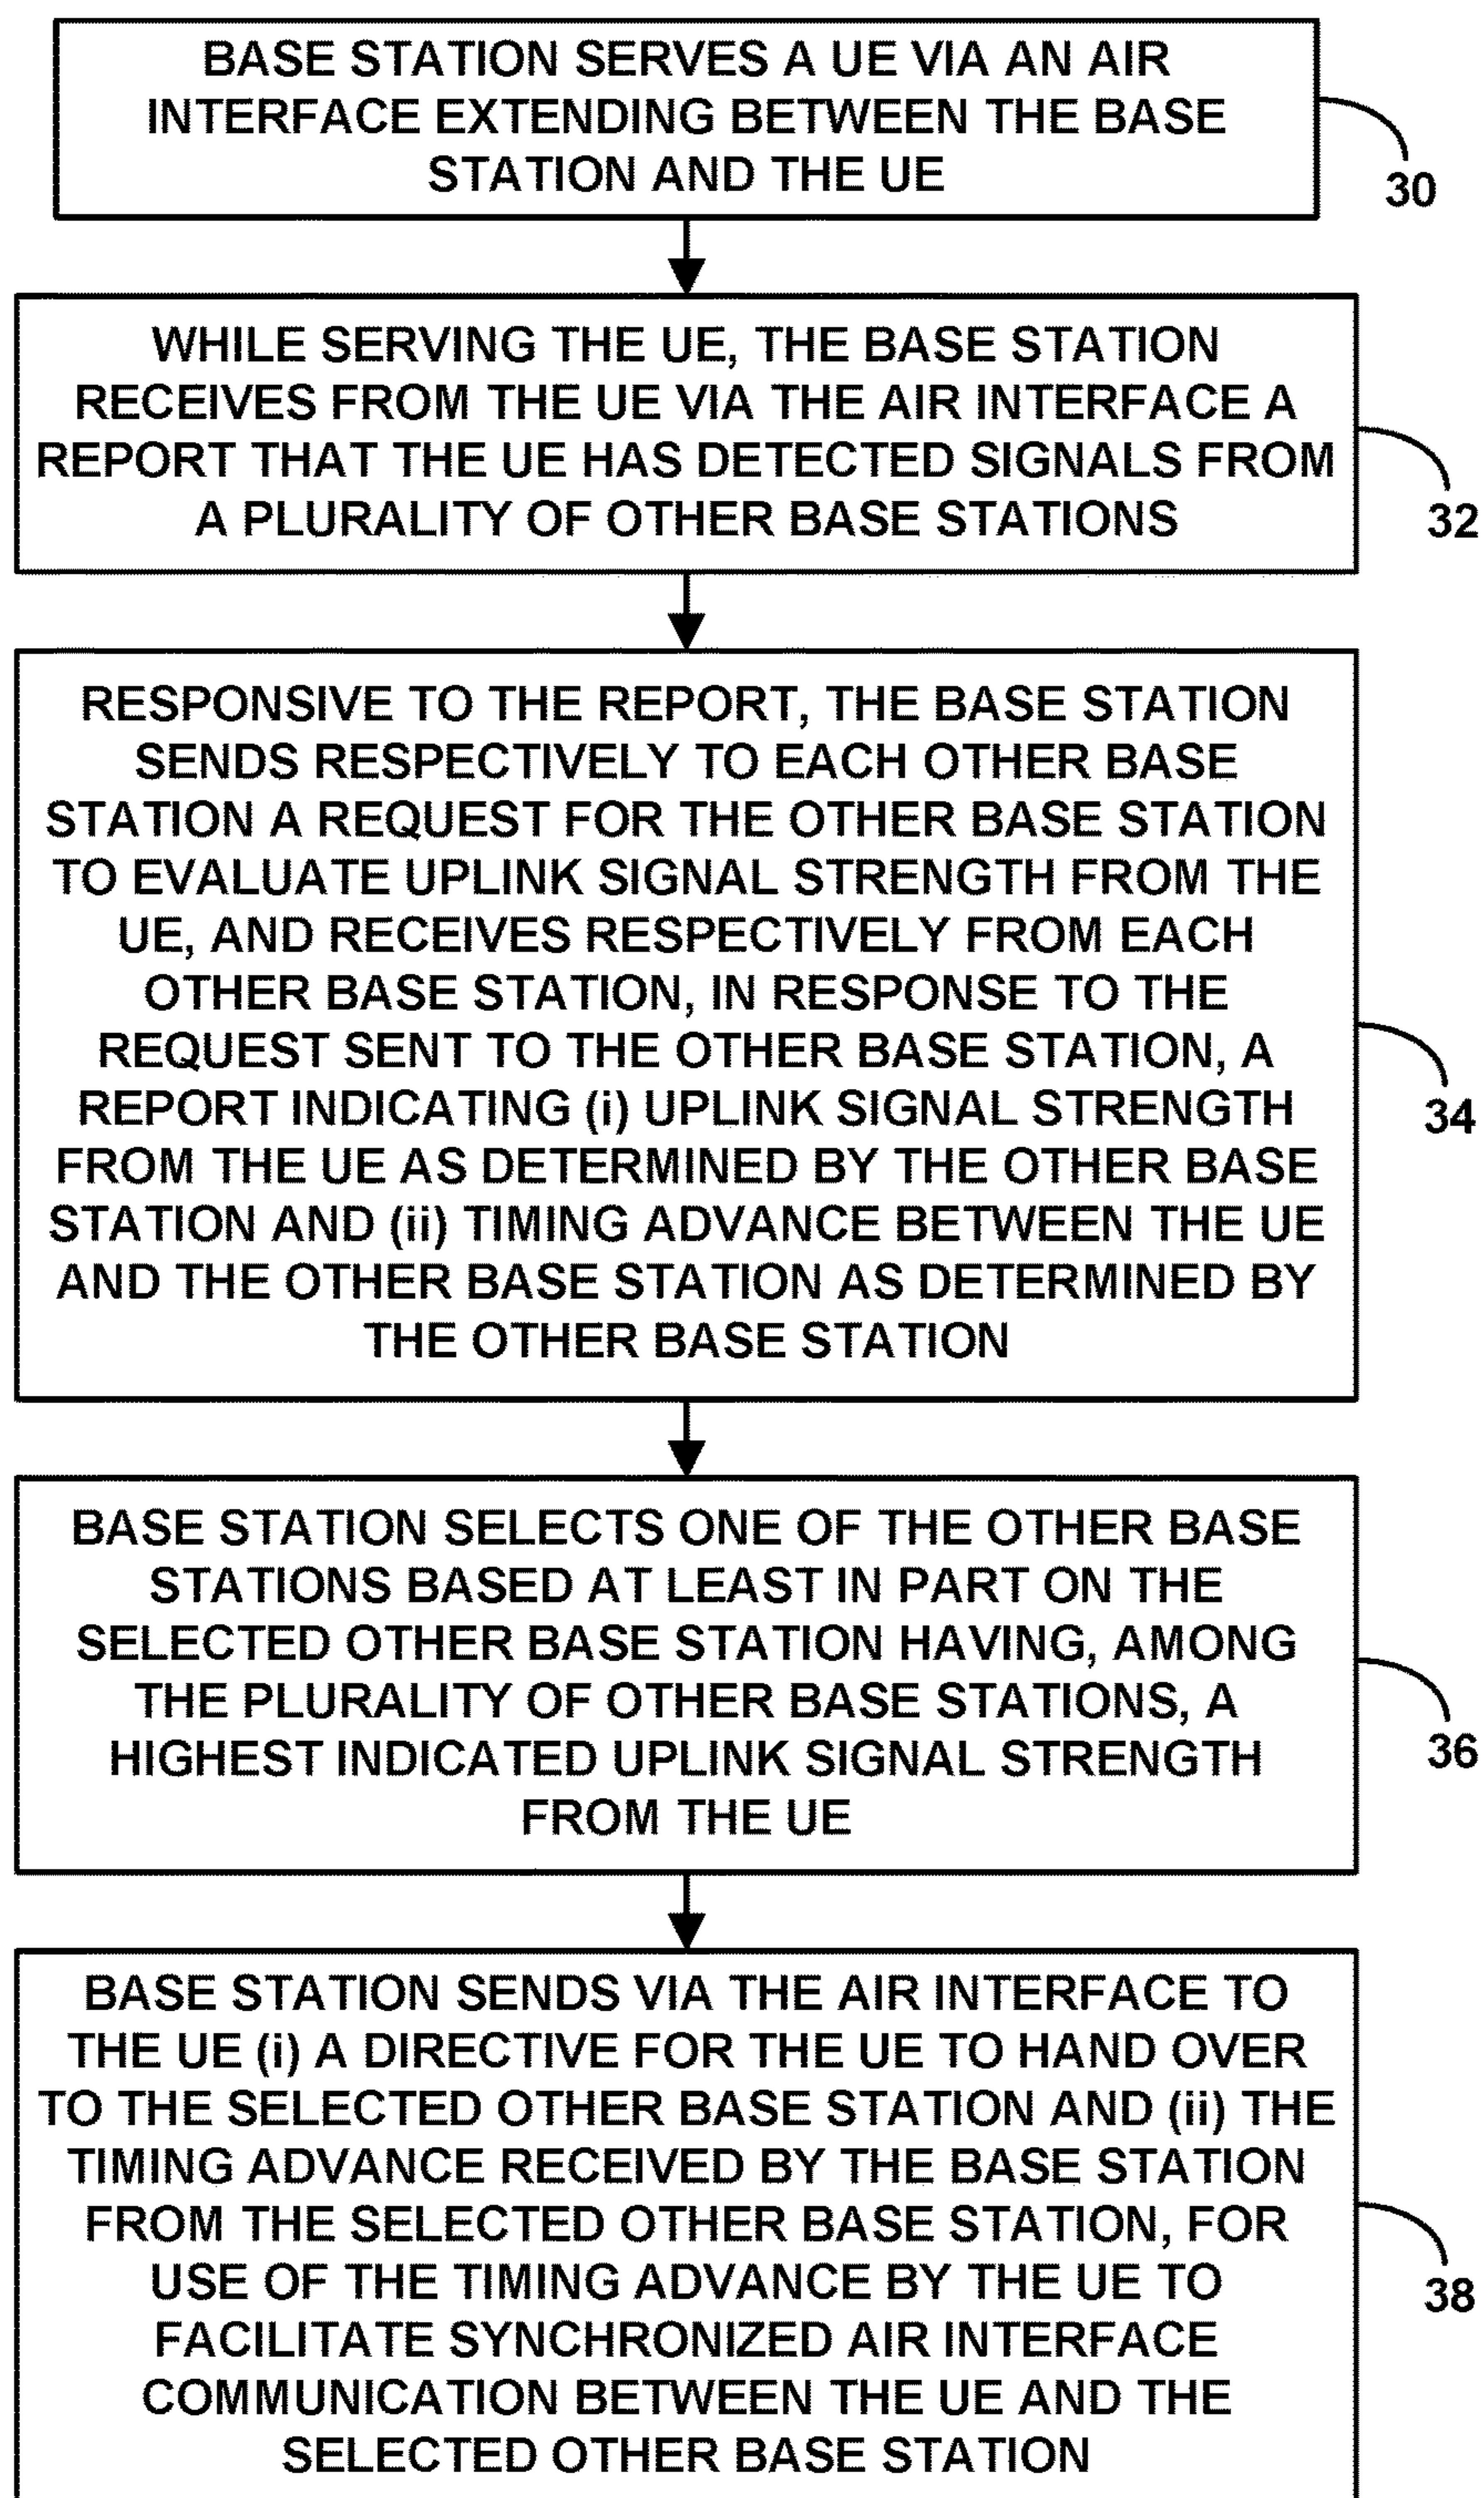 BASE STATION SERVES A UE VIA AN AIR
INTERFACE EXTENDING BETWEEN THE BASE
STATION AND THE UE
30
WHILE SERVING THE UE, THE BASE STATION
RECEIVES FROM THE UE VIA THE AIR INTERFACE A
REPORT THAT THE UE HAS DETECTED SIGNALS FROM
A PLURALITY OF OTHER BASE STATIONS
32
RESPONSIVE TO THE REPORT, THE BASE STATION
SENDS RESPECTIVELY TO EACH OTHER BASE
STATION A REQUEST FOR THE OTHER BASE STATION
TO EVALUATE UPLINK SIGNAL STRENGTH FROM THE
UE, AND RECEIVES RESPECTIVELY FROM EACH
OTHER BASE STATION, IN RESPONSE TO THE
REQUEST SENT TO THE OTHER BASE STATION, A
REPORT INDICATING (i) UPLINK SIGNAL STRENGTH
FROM THE UE AS DETERMINED BY THE OTHER BASE
STATION AND (ii) TIMING ADVANCE BETWEEN THE UE
AND THE OTHER BASE STATION AS DETERMINED BY
THE OTHER BASE STATION
34
BASE STATION SELECTS ONE OF THE OTHER BASE
STATIONS BASED AT LEAST IN PART ON THE
SELECTED OTHER BASE STATION HAVING, AMONG
THE PLURALITY OF OTHER BASE STATIONS, A
HIGHEST INDICATED UPLINK SIGNAL STRENGTH
FROM THE UE
36
BASE STATION SENDS VIA THE AIR INTERFACE TO
THE UE (i) A DIRECTIVE FOR THE UE TO HAND OVER
TO THE SELECTED OTHER BASE STATION AND (ii) THE
TIMING ADVANCE RECEIVED BY THE BASE STATION
FROM THE SELECTED OTHER BASE STATION, FOR
USE OF THE TIMING ADVANCE BY THE UE TO
FACILITATE SYNCHRONIZED AIR INTERFACE
COMMUNICATION BETWEEN THE UE AND THE
SELECTED OTHER BASE STATION
38